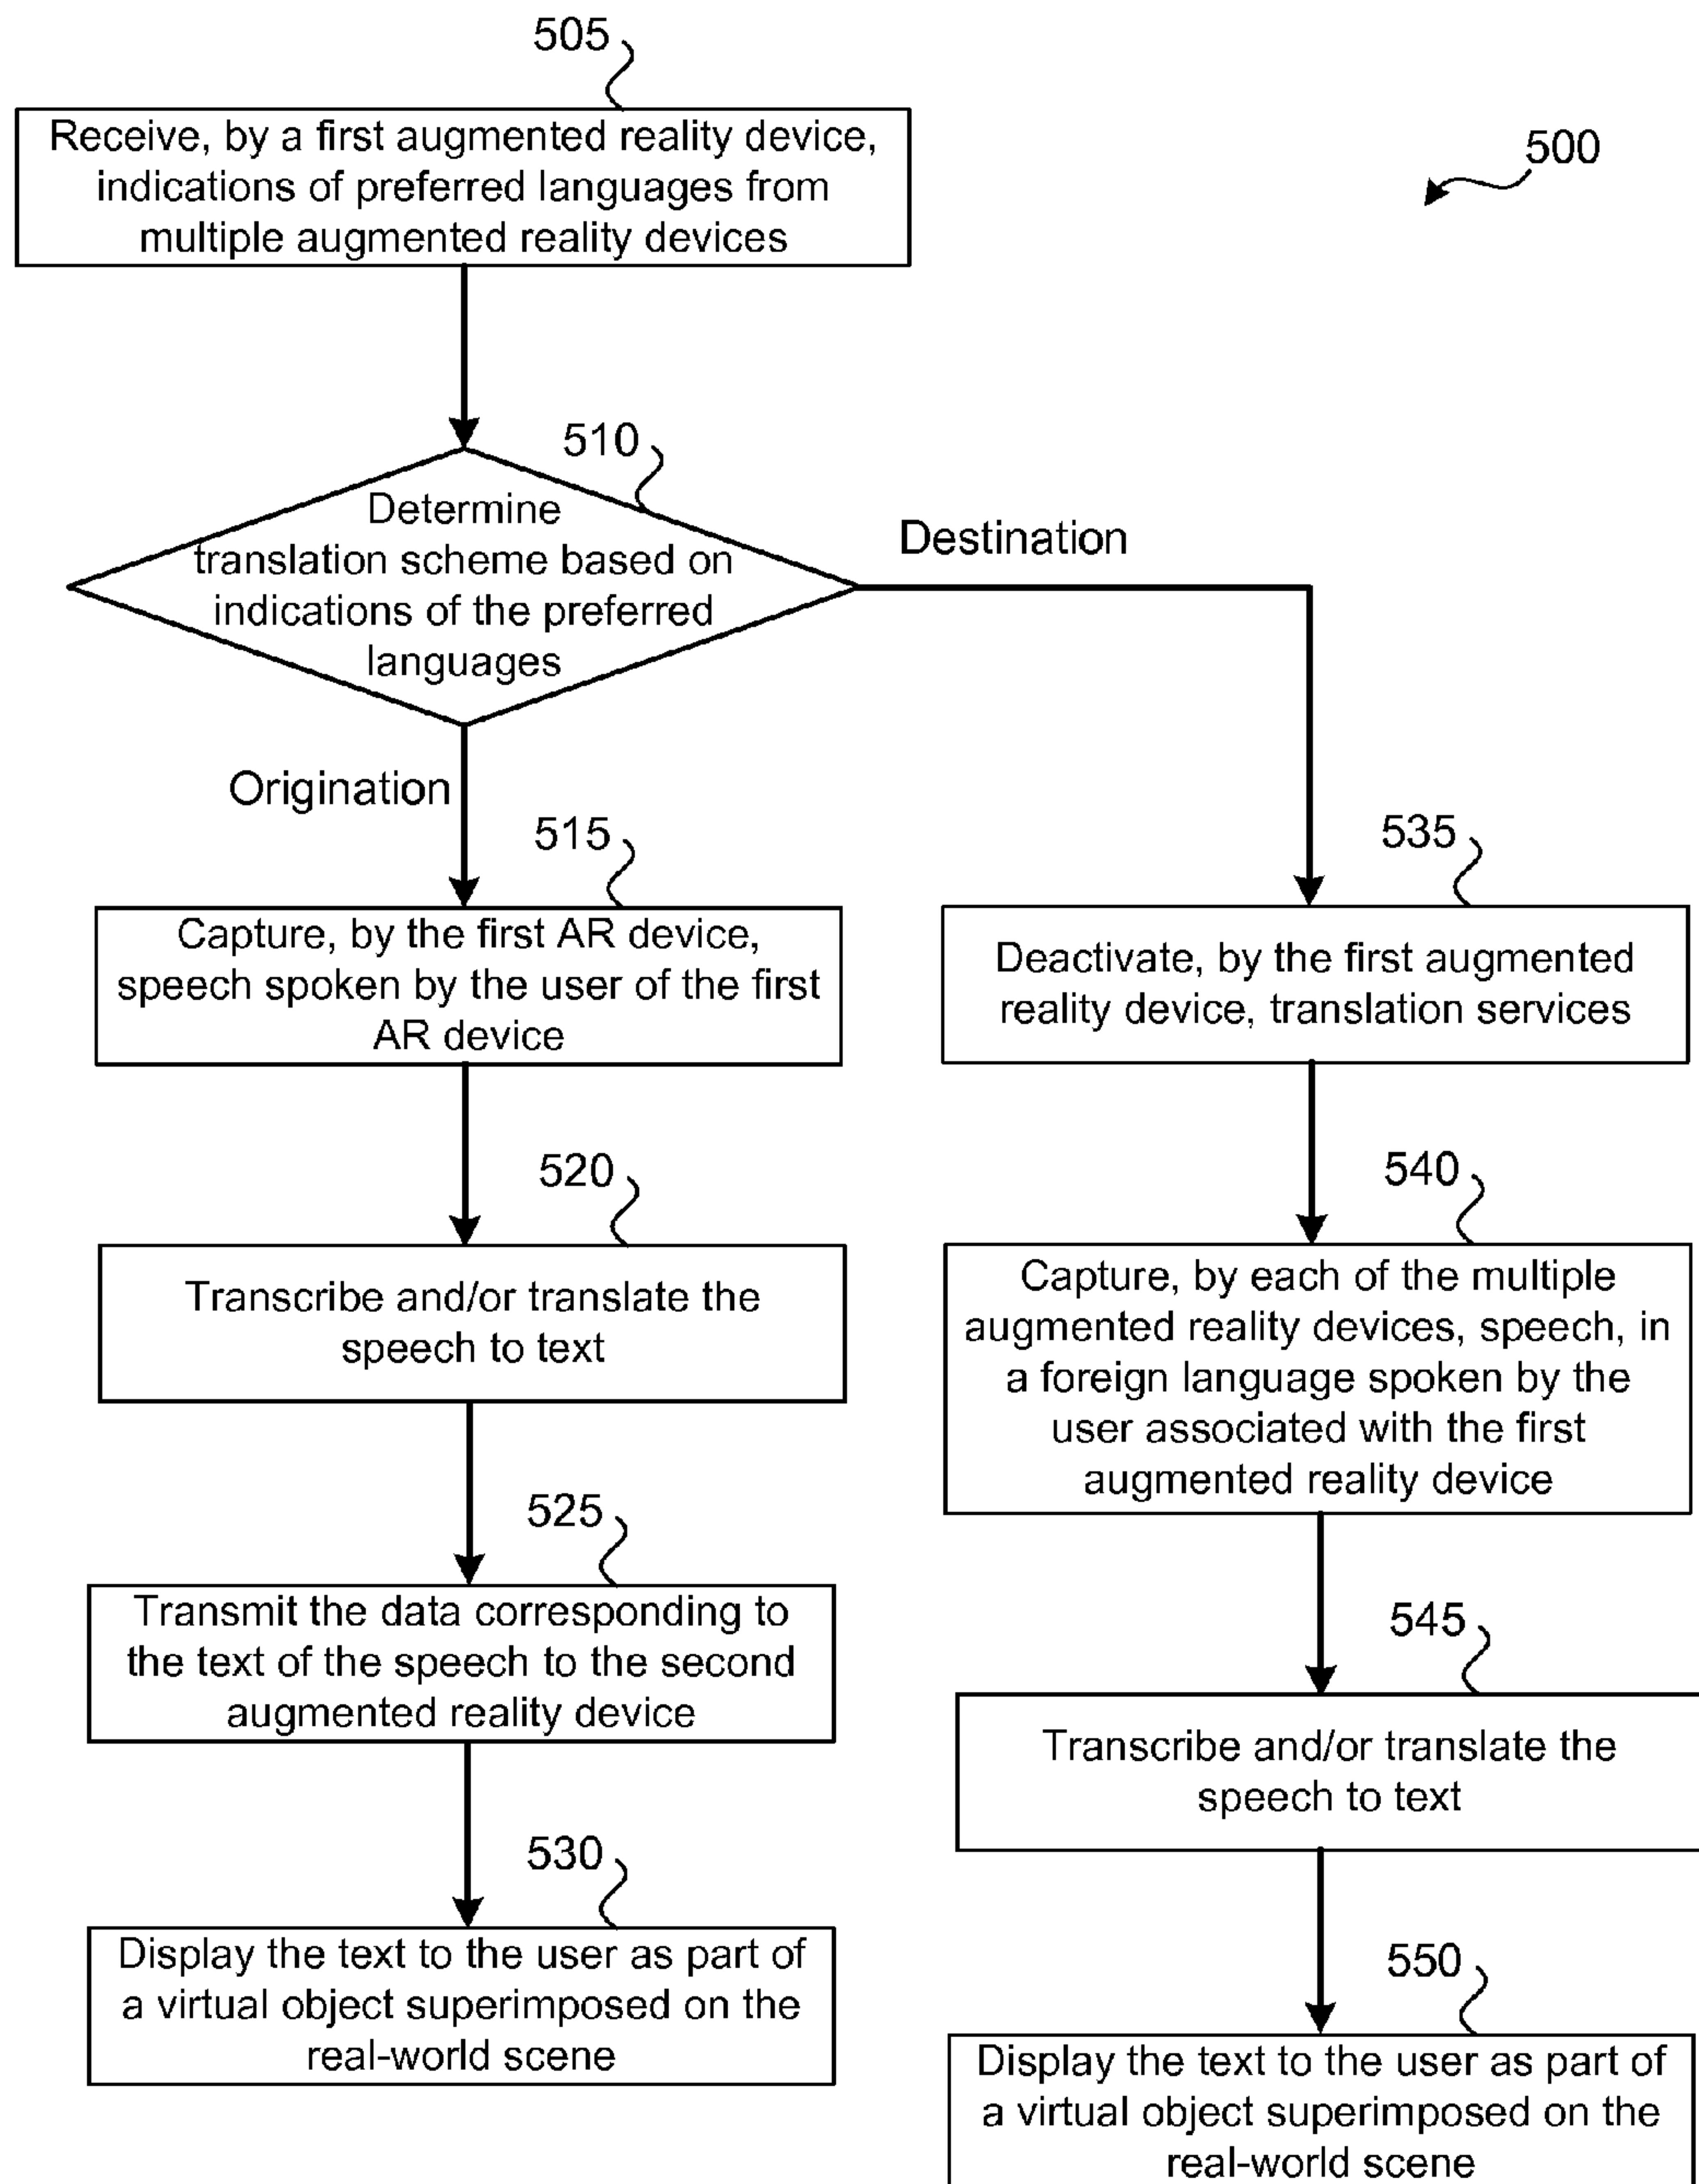 505
Receive, by a first augmented reality device,
indications of preferred languages from
multiple augmented reality devices
500
510
Determine
translation scheme based on
indications of the preferred
languages
Destination
Origination
515
Capture, by the first AR device,
speech spoken by the user of the first
AR device
520
Transcribe and/or translate the
speech to text
525
Transmit the data corresponding to
the text of the speech to the second
augmented reality device
530
Display the text to the user as part of
a virtual object superimposed on the
real-world scene
535
Deactivate, by the first augmented
reality device, translation services
540
Capture, by each of the multiple
augmented reality devices, speech, in
a foreign language spoken by the
user associated with the first
augmented reality device
545
Transcribe and/or translate the
speech to text
550
Display the text to the user as part of
a virtual object superimposed on the
real-world scene